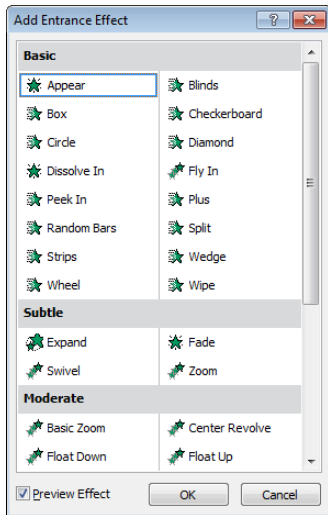 Add Entrance Effect
Basic
Appear Blinds
Box Checkerboard
Circle Diamond
Dissolve In Fly In
Peek In Plus
Random Bars Split
Strips Wedge
Wheel Wipe
Subtle
Expand Fade
Swivel Zoom
Moderate
Basic Zoom Center Revolve
Float Down Float Up
Preview Effect OK Cancel